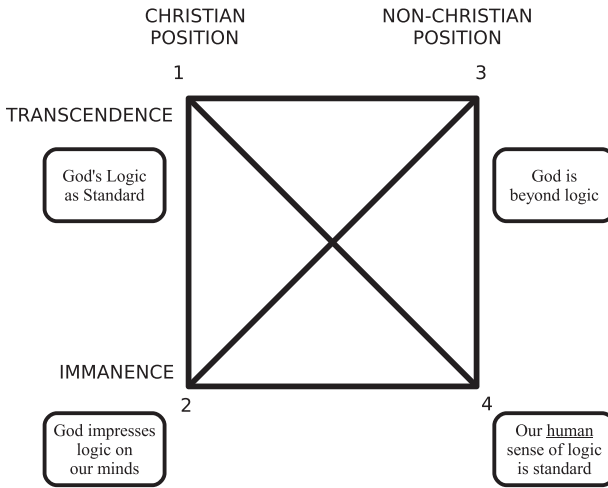 CHRISTIAN
POSITION
NON-CHRISTIAN
POSITION
1
3
TRANSCENDENCE
God's Logic
as Standard
God is
beyond logic
IMMANENCE
2
4
God impresses
logic on
our minds
Our human
sense of logic
is standard